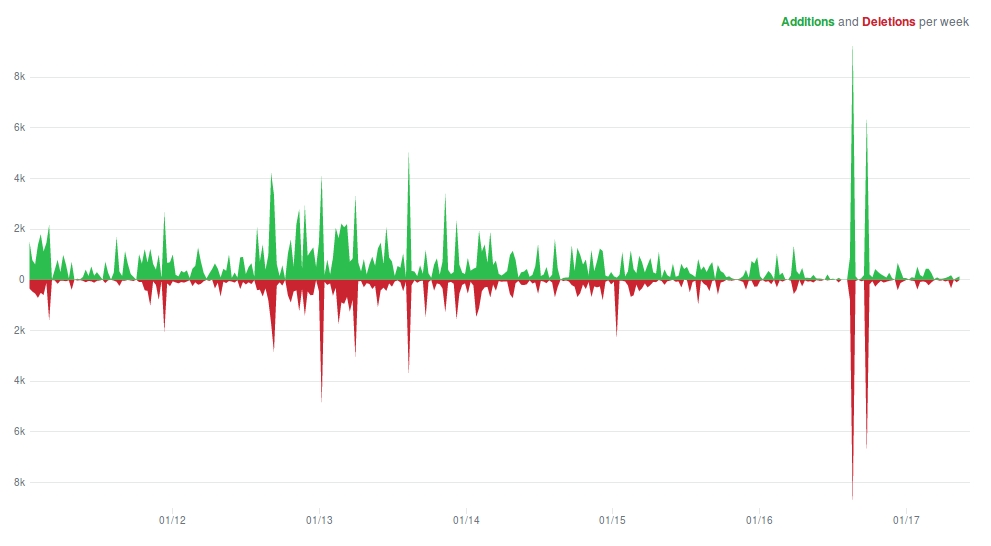 Additions and Deletions per week
8k
6k
4k
2k
0
2k
4k
6k
8k
01/12 01/13 01/14 01/15 01/16 01/17